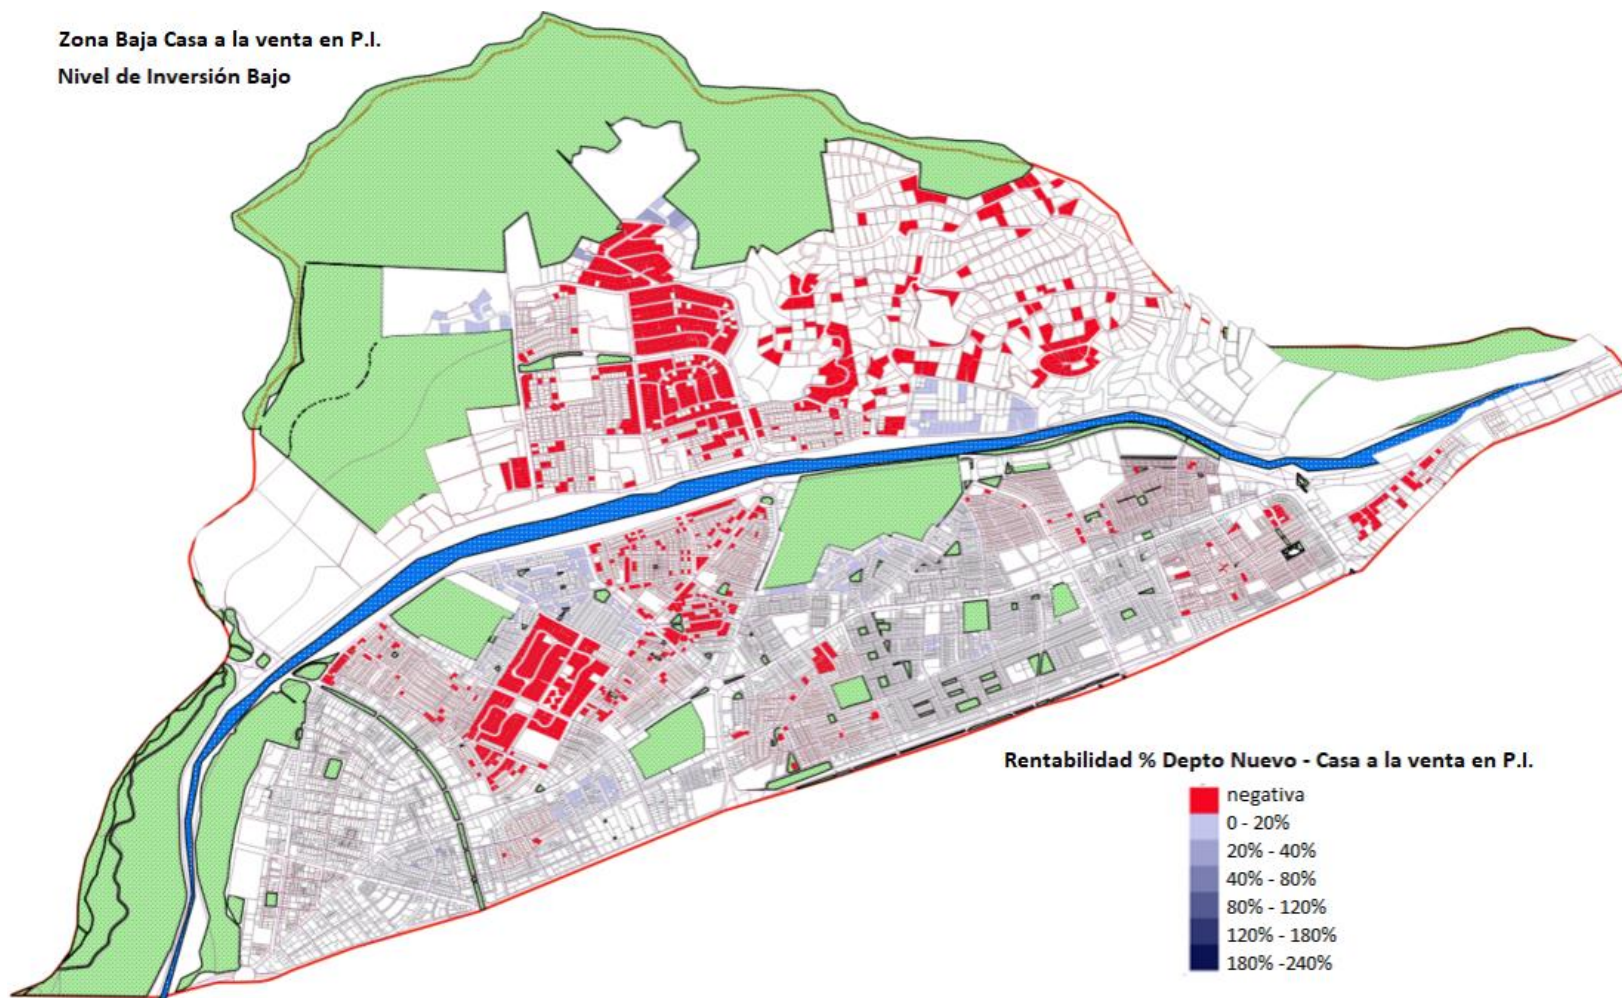 Zona Baja Casa a la venta en P.I.
Nivel de Inversión Bajo
Rentabilidad % Depto Nuevo - Casa a la venta en P.I.
negativa
0 - 20%
20% - 40%
40% - 80%
80% - 120%
120% - 180%
180% -240%